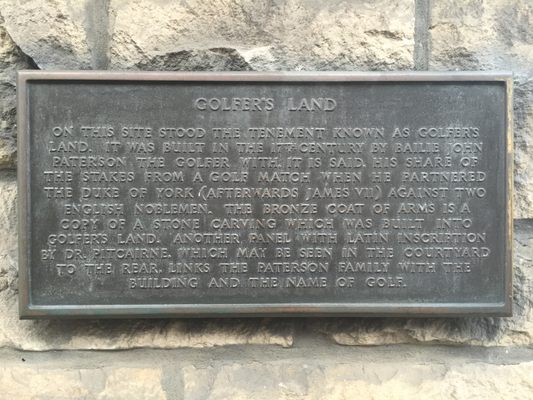 GOLFER'S LAND
ON THIS SITE STOOD THE TENEMENT KNOWN AS GOLFER'S
LAND. IT WAS BUILT IN THE 17TH CENTURY BY BAILIE JOHN
PATERSON, THE GOLFER, WITH, IT IS SAID, HIS SHARE OF
THE STAKES FROM A GOLF MATCH WHEN HE PARTNERED
THE DUKE OF YORK (AFTERWARDS JAMES VII) AGAINST TWO
ENGLISH NOBLEMEN. THE BRONZE COAT OF ARMS IS A
COPY OF A STONE CARVING WHICH WAS BUILT INTO
GOLFER'S LAND. ANOTHER PANEL WITH LATIN INSCRIPTION
BY DR. PITCAIRNE, WHICH MAY BE SEEN IN THE COURTYARD
TO THE REAR, LINKS THE PATERSON FAMILY WITH THE
BUILDING AND THE NAME OF GOLF.